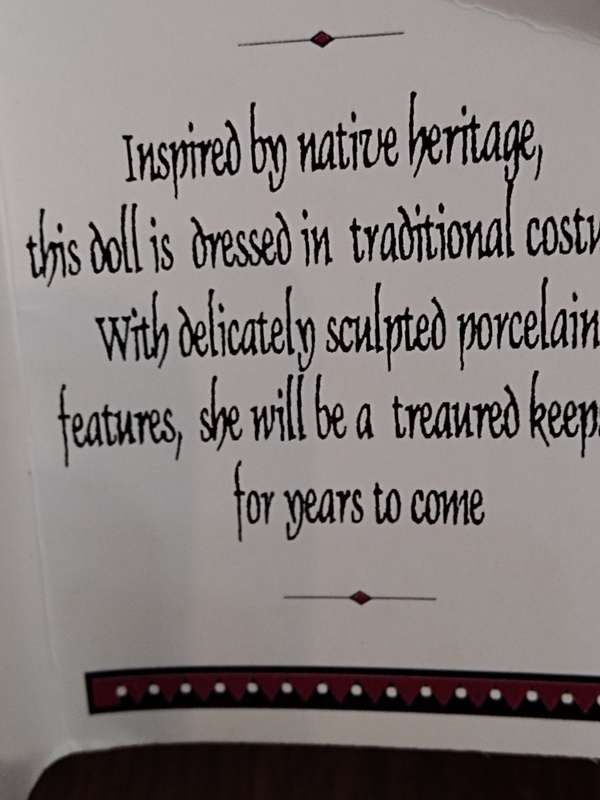 Inspired by native heritage,
this doll is dressed in traditional costu
With delicately sculpted porcelain
features, she will be a treaured keep
for years to come